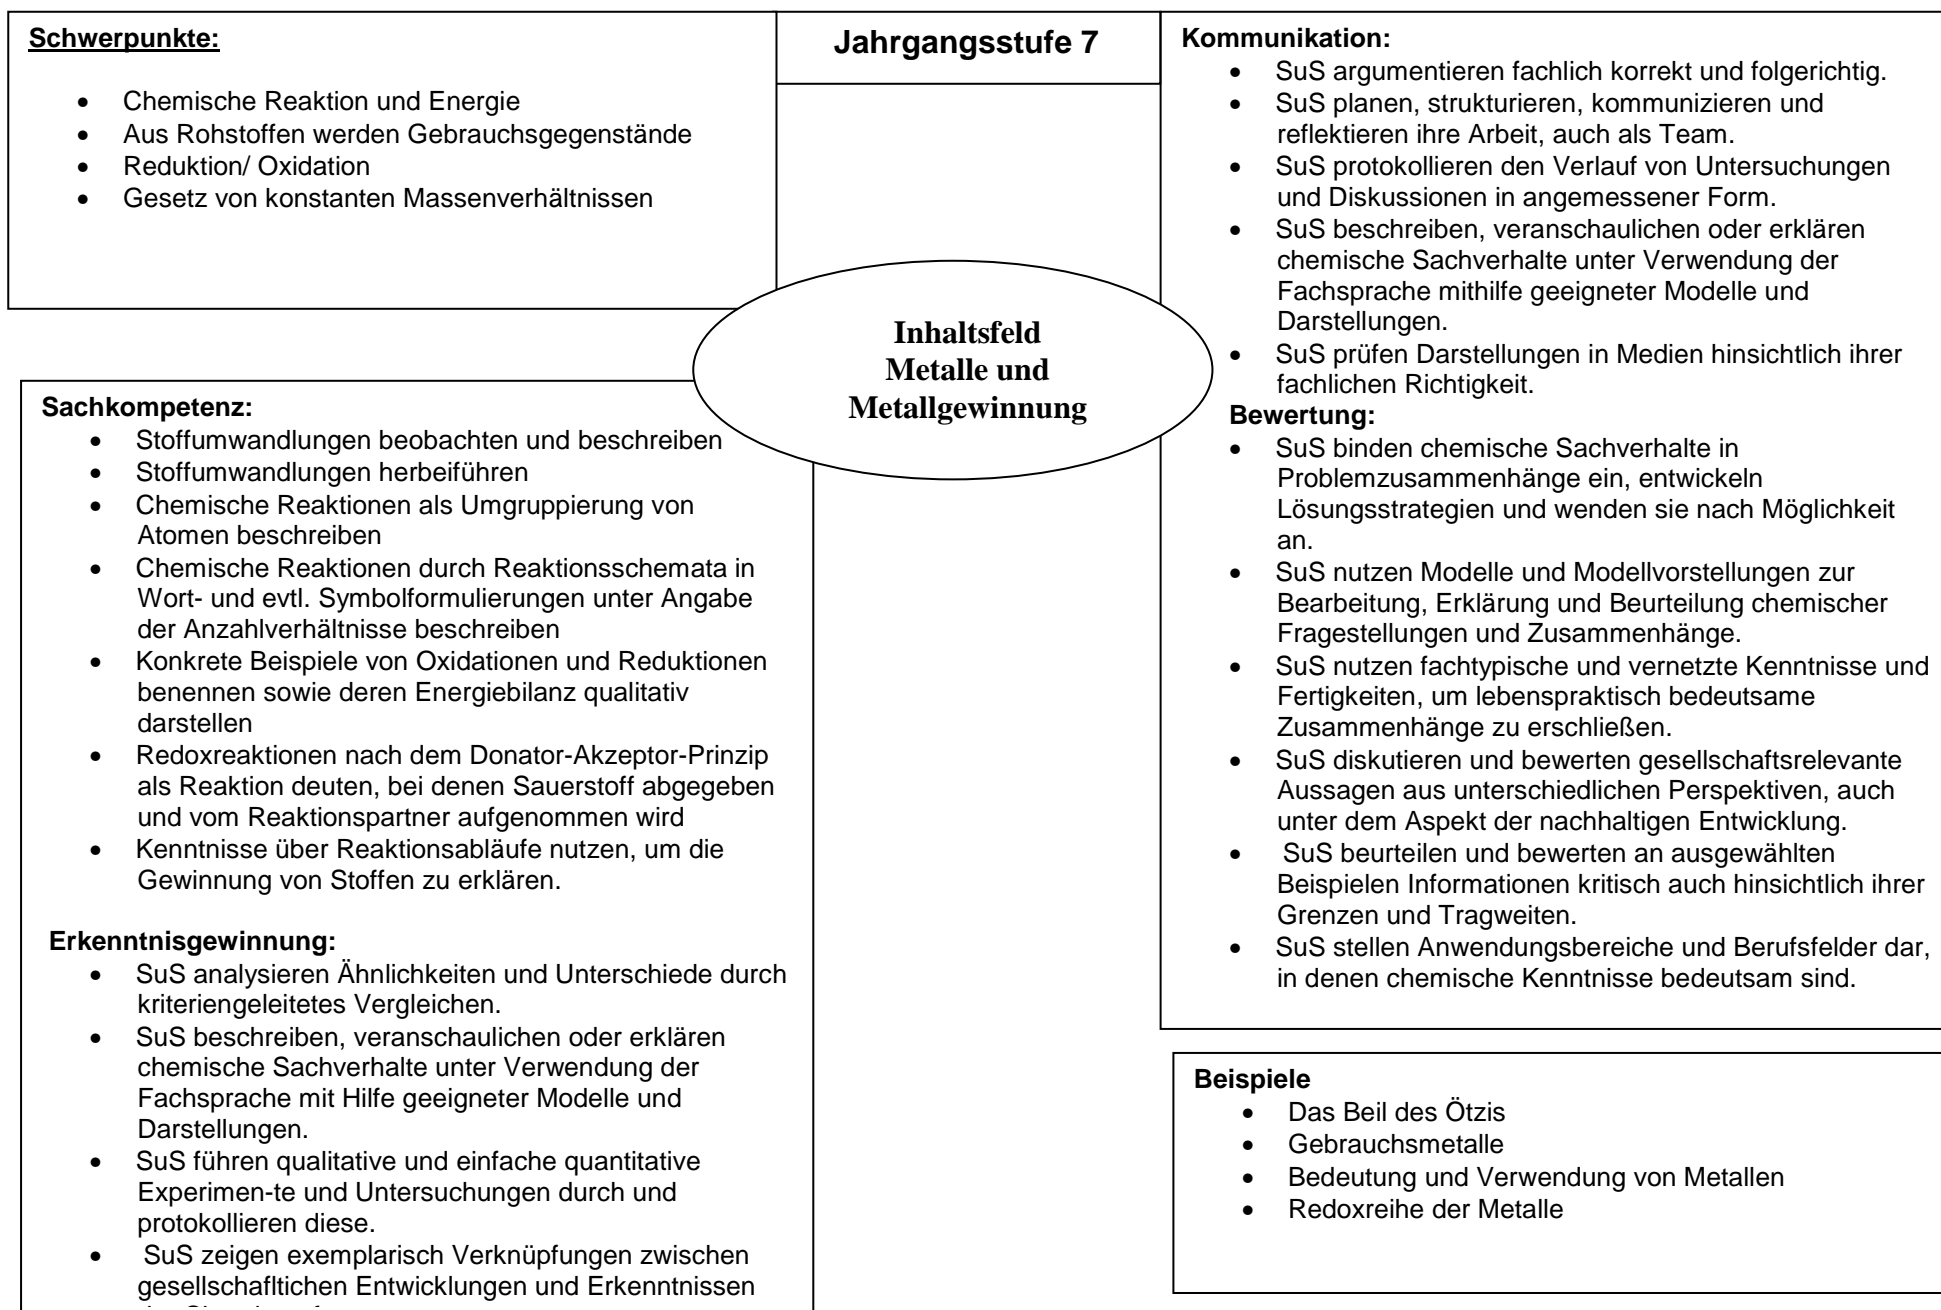 Schwerpunkte:
• Chemische Reaktion und Energie
• Aus Rohstoffen werden Gebrauchsgegenstände
• Reduktion/ Oxidation
• Gesetz von konstanten Massenverhältnissen
Jahrgangsstufe 7
Inhaltsfeld
Metalle und
Metallgewinnung
Sachkompetenz:
• Stoffumwandlungen beobachten und beschreiben
• Stoffumwandlungen herbeiführen
• Chemische Reaktionen als Umgruppierung von
Atomen beschreiben
• Chemische Reaktionen durch Reaktionsschemata in
Wort- und evtl. Symbolformulierungen unter Angabe
der Anzahlverhältnisse beschreiben
• Konkrete Beispiele von Oxidationen und Reduktionen
benennen sowie deren Energiebilanz qualitativ
darstellen
• Redoxreaktionen nach dem Donator-Akzeptor-Prinzip
als Reaktion deuten, bei denen Sauerstoff abgegeben
und vom Reaktionspartner aufgenommen wird
• Kenntnisse über Reaktionsabläufe nutzen, um die
Gewinnung von Stoffen zu erklären.
Erkenntnisgewinnung:
• SuS analysieren Ähnlichkeiten und Unterschiede durch
kriteriengeleitetes Vergleichen.
• SuS beschreiben, veranschaulichen oder erklären
chemische Sachverhalte unter Verwendung der
Fachsprache mit Hilfe geeigneter Modelle und
Darstellungen.
• SuS führen qualitative und einfache quantitative
Experimen-te und Untersuchungen durch und
protokollieren diese.
• SuS zeigen exemplarisch Verknüpfungen zwischen
gesellschafltichen Entwicklungen und Erkenntnissen
Kommunikation:
• SuS argumentieren fachlich korrekt und folgerichtig.
• SuS planen, strukturieren, kommunizieren und
reflektieren ihre Arbeit, auch als Team.
• SuS protokollieren den Verlauf von Untersuchungen
und Diskussionen in angemessener Form.
• SuS beschreiben, veranschaulichen oder erklären
chemische Sachverhalte unter Verwendung der
Fachsprache mithilfe geeigneter Modelle und
Darstellungen.
• SuS prüfen Darstellungen in Medien hinsichtlich ihrer
fachlichen Richtigkeit.
Bewertung:
• SuS binden chemische Sachverhalte in
Problemzusammenhänge ein, entwickeln
Lösungsstrategien und wenden sie nach Möglichkeit
an.
• SuS nutzen Modelle und Modellvorstellungen zur
Bearbeitung, Erklärung und Beurteilung chemischer
Fragestellungen und Zusammenhänge.
• SuS nutzen fachtypische und vernetzte Kenntnisse und
Fertigkeiten, um lebenspraktisch bedeutsame
Zusammenhänge zu erschließen.
• SuS diskutieren und bewerten gesellschaftsrelevante
Aussagen aus unterschiedlichen Perspektiven, auch
unter dem Aspekt der nachhaltigen Entwicklung.
• SuS beurteilen und bewerten an ausgewählten
Beispielen Informationen kritisch auch hinsichtlich ihrer
Grenzen und Tragweiten.
• SuS stellen Anwendungsbereiche und Berufsfelder dar,
in denen chemische Kenntnisse bedeutsam sind.
Beispiele
• Das Beil des Ötzis
• Gebrauchsmetalle
• Bedeutung und Verwendung von Metallen
• Redoxreihe der Metalle